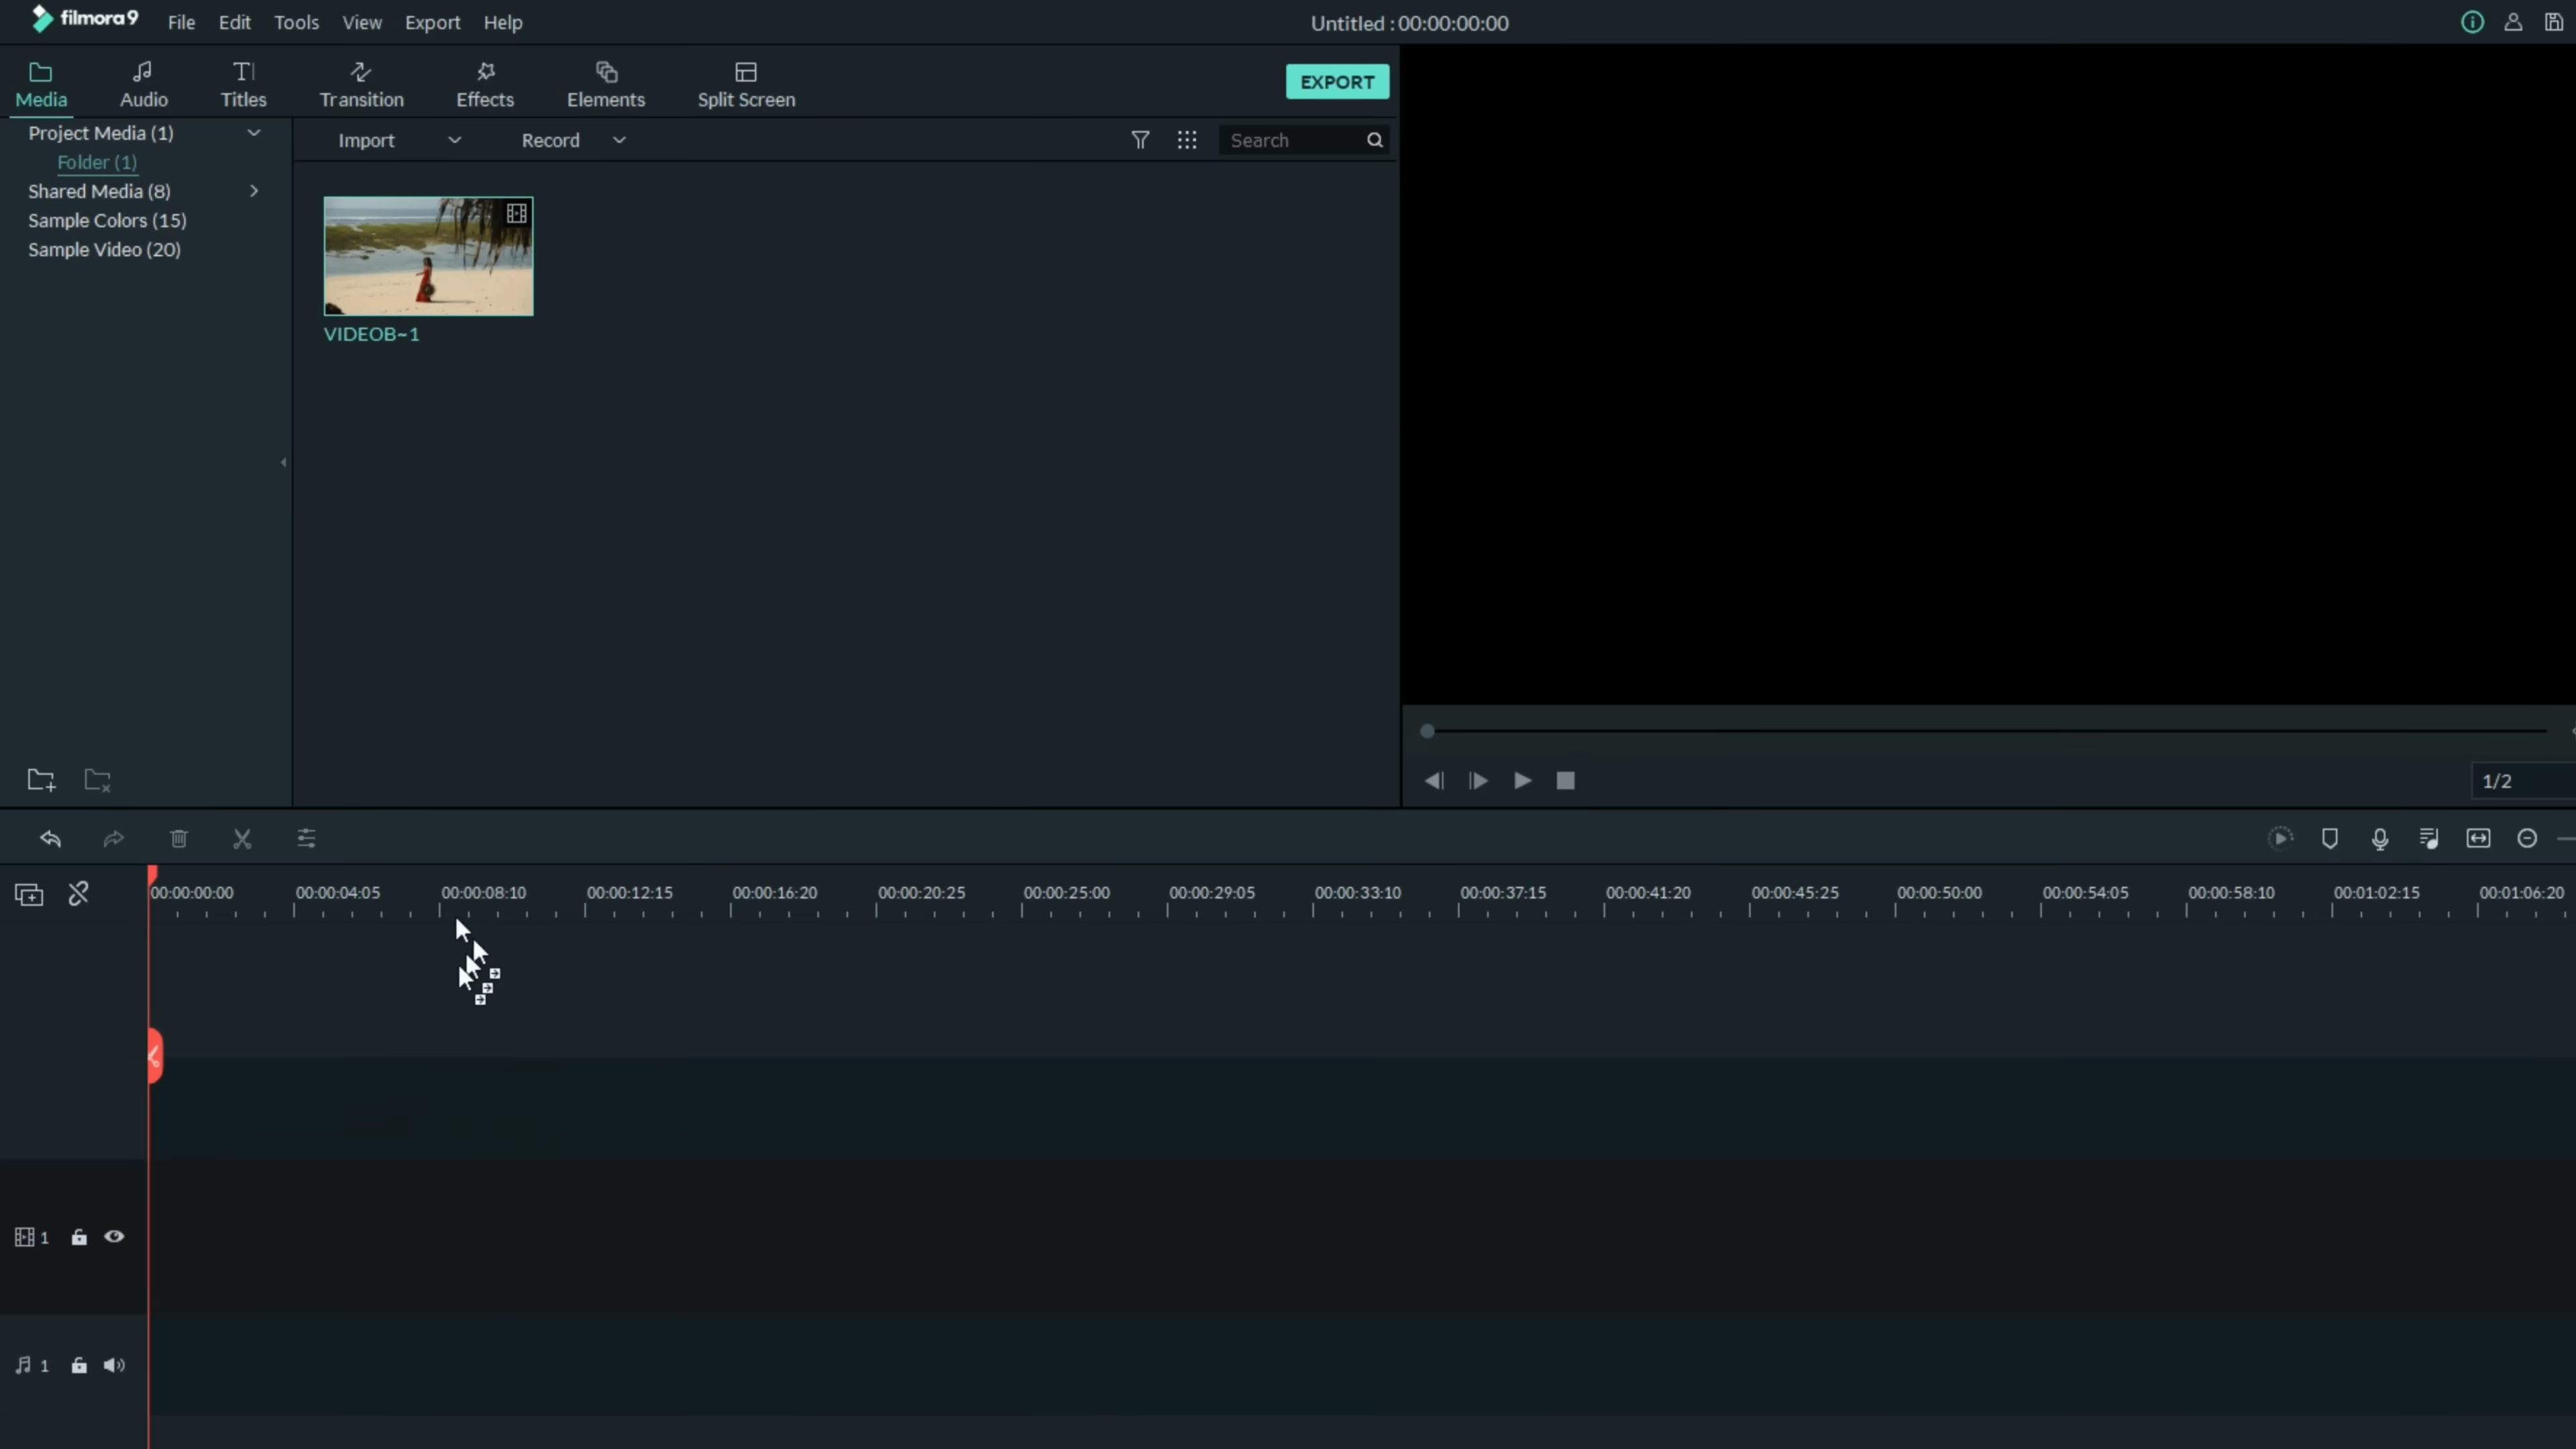 filmora9 File Edit Tools View Export Help Untitled : 00:00:00:00
Media Audio Titles Transition Effects Elements Split Screen EXPORT
Project Media (1) Import Record Search
Folder (1)
Shared Media (8)
Sample Colors (15)
Sample Video (20)
VIDEOB~1
1/2
00:00:00:00 00:00:04:05 00:00:08:10 00:00:12:15 00:00:16:20 00:00:20:25 00:00:25:00 00:00:29:05 00:00:33:10 00:00:37:15 00:00:41:20 00:00:45:25 00:00:50:00 00:00:54:05 00:00:58:10 00:01:02:15 00:01:06:20
1
1